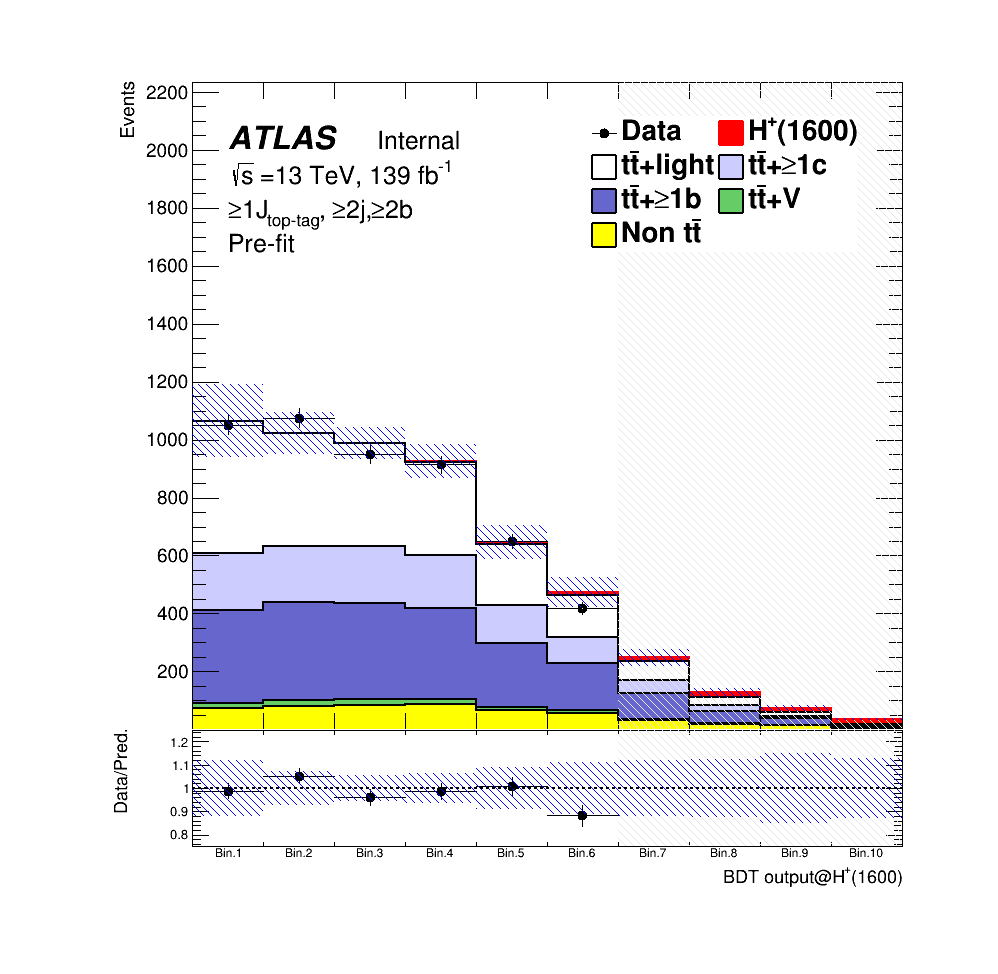 Events
2200
2000
1800
1600
1400
1200
1000
800
600
400
200
ATLAS Internal
√s =13 TeV, 139 fb⁻¹
≥1J_top-tag, ≥2j,≥2b
Pre-fit
Data
H⁺(1600)
tt̄+light
tt̄+≥1c
tt̄+≥1b
tt̄+V
Non tt̄
Data/Pred.
1.2
1.1
1
0.9
0.8
Bin.1 Bin.2 Bin.3 Bin.4 Bin.5 Bin.6 Bin.7 Bin.8 Bin.9 Bin.10
BDT output@H⁺(1600)